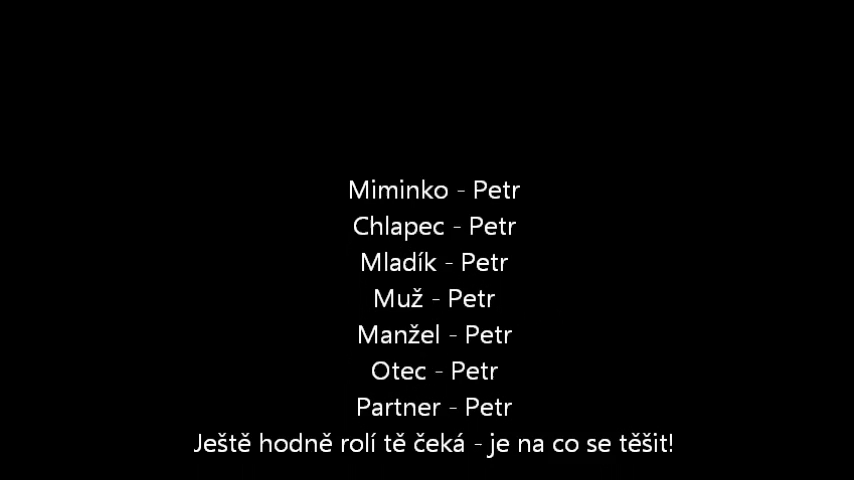 Miminko - Petr
Chlapec - Petr
Mladík - Petr
Muž - Petr
Manžel - Petr
Otec - Petr
Partner - Petr
Ještě hodně rolí tě čeká - je na co se těšit!